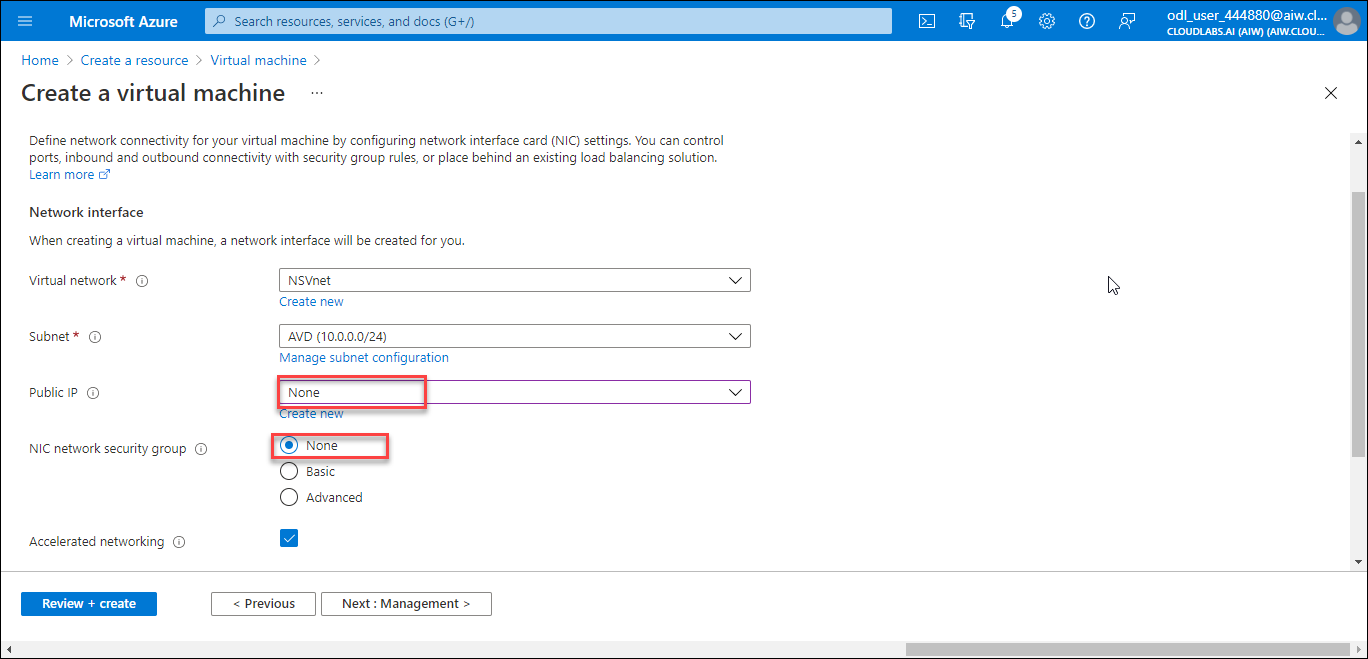 Microsoft Azure
Search resources, services, and docs (G+/)
5
odl_user_444880@aiw.cl...
CLOUDLABS.AI (AIW) (AIW.CLOU...
Home > Create a resource > Virtual machine >
Create a virtual machine ...
Define network connectivity for your virtual machine by configuring network interface card (NIC) settings. You can control
ports, inbound and outbound connectivity with security group rules, or place behind an existing load balancing solution.
Learn more
Network interface
When creating a virtual machine, a network interface will be created for you.
Virtual network *
NSVnet
Create new
Subnet *
AVD (10.0.0.0/24)
Manage subnet configuration
Public IP
None
Create new
NIC network security group
None
Basic
Advanced
Accelerated networking
Review + create
< Previous
Next : Management >